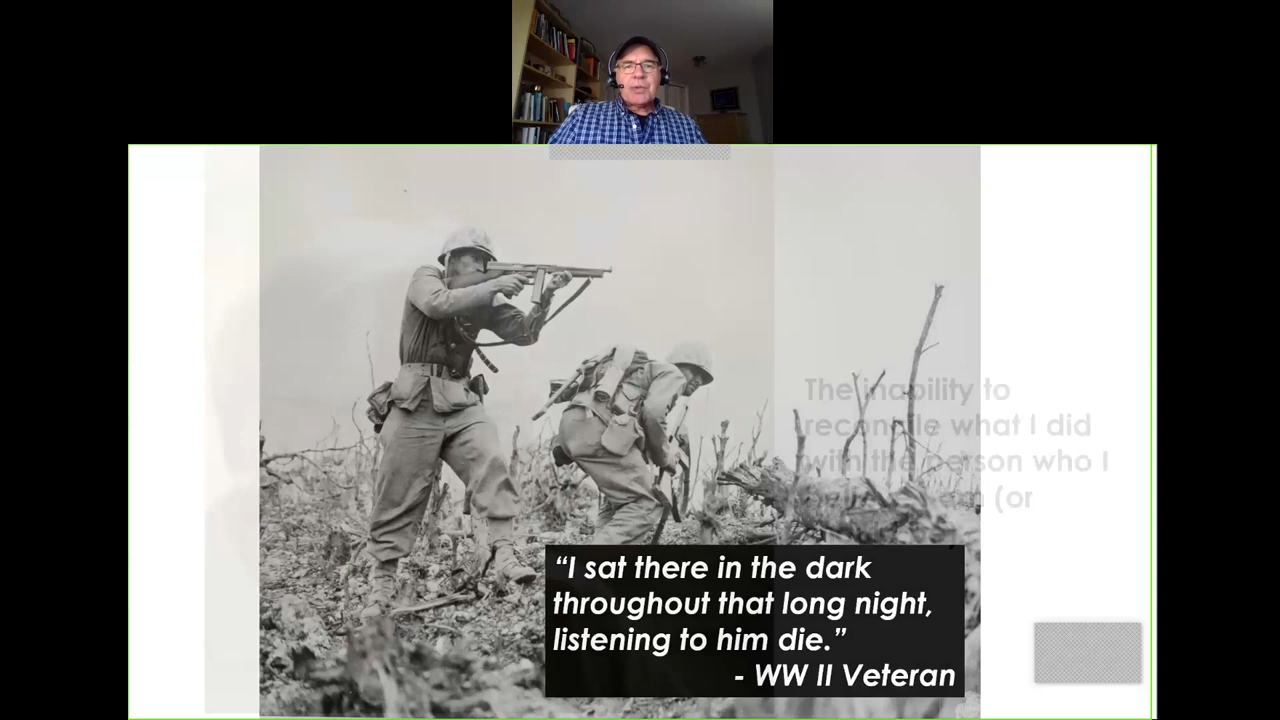 The inability to
reconcile what I did
with the person who I
(or
“I sat there in the dark
throughout that long night,
listening to him die.”
- WW II Veteran